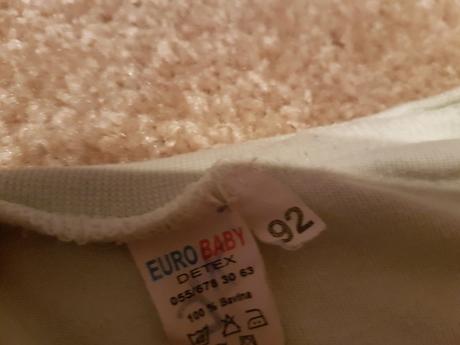 92
EURO BABY
DETEX
055/678 30 63
100 % Bavlna